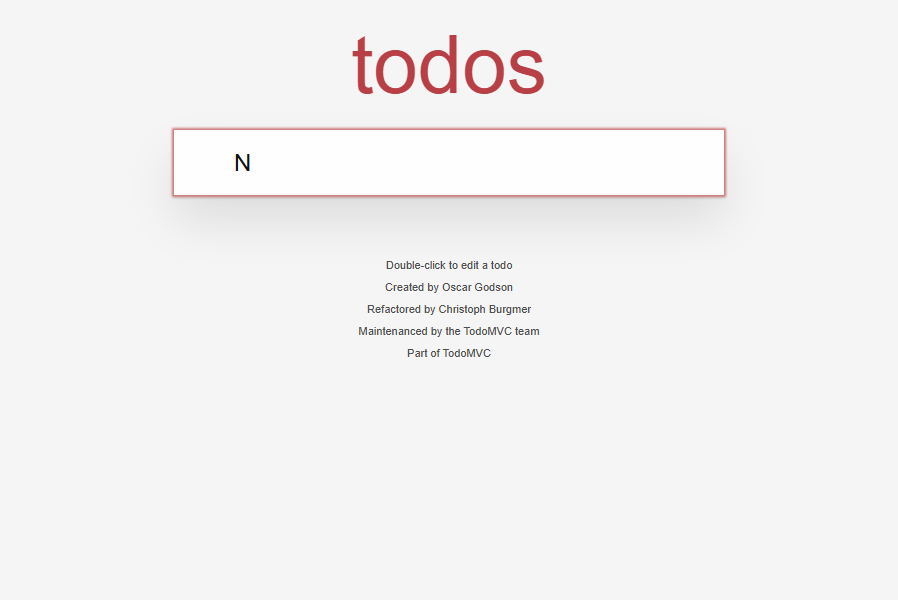 todos
N
Double-click to edit a todo
Created by Oscar Godson
Refactored by Christoph Burgmer
Maintenanced by the TodoMVC team
Part of TodoMVC